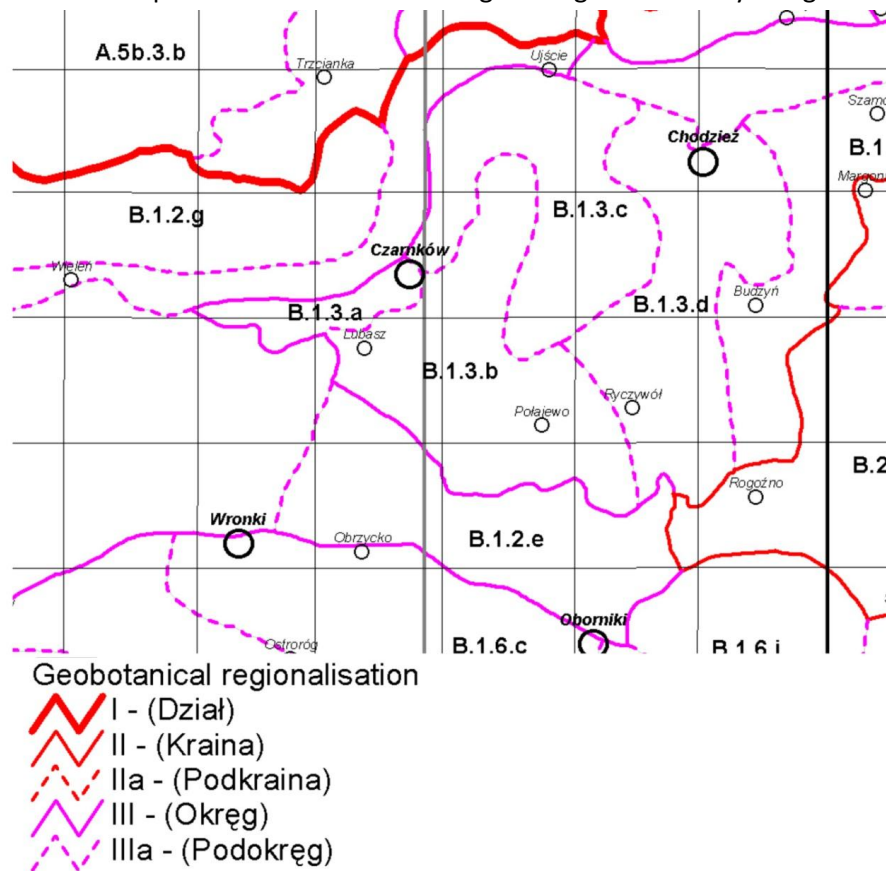 A.5b.3.b
Trzcianka
Ujście
Szamo
Chodzież
B.1
Margoni
B.1.2.g
B.1.3.c
Czarnków
Wieleń
Budzyń
B.1.3.a
B.1.3.d
Lubasz
B.1.3.b
Ryczywół
Połajewo
B.2
Rogoźno
Wronki
Obrzycko
B.1.2.e
Oborniki
Ostroróg
B.1.6.c
B.1.6.i
Geobotanical regionalisation
I - (Dział)
II - (Kraina)
IIa - (Podkraina)
III - (Okręg)
IIIa - (Podokręg)